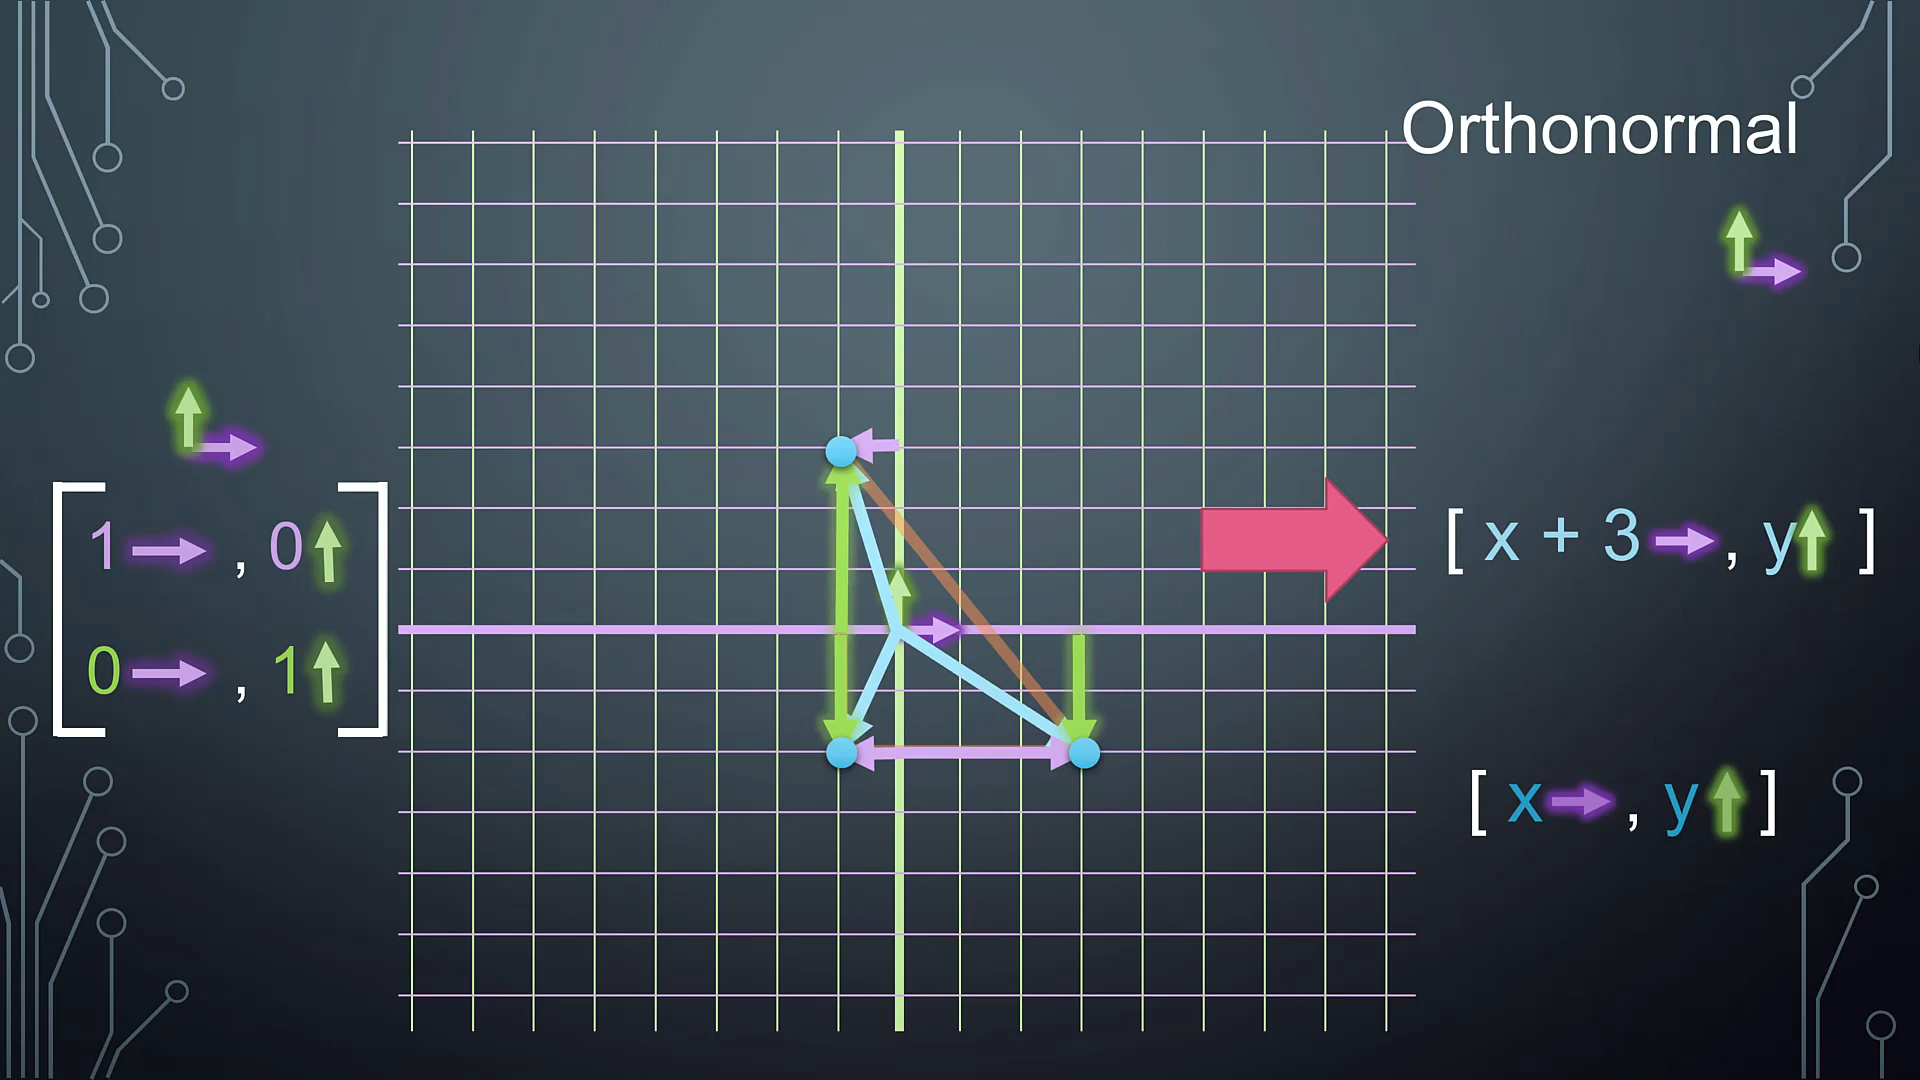 Orthonormal
1 , 0
0 , 1
[ x + 3 , y ]
[ x , y ]